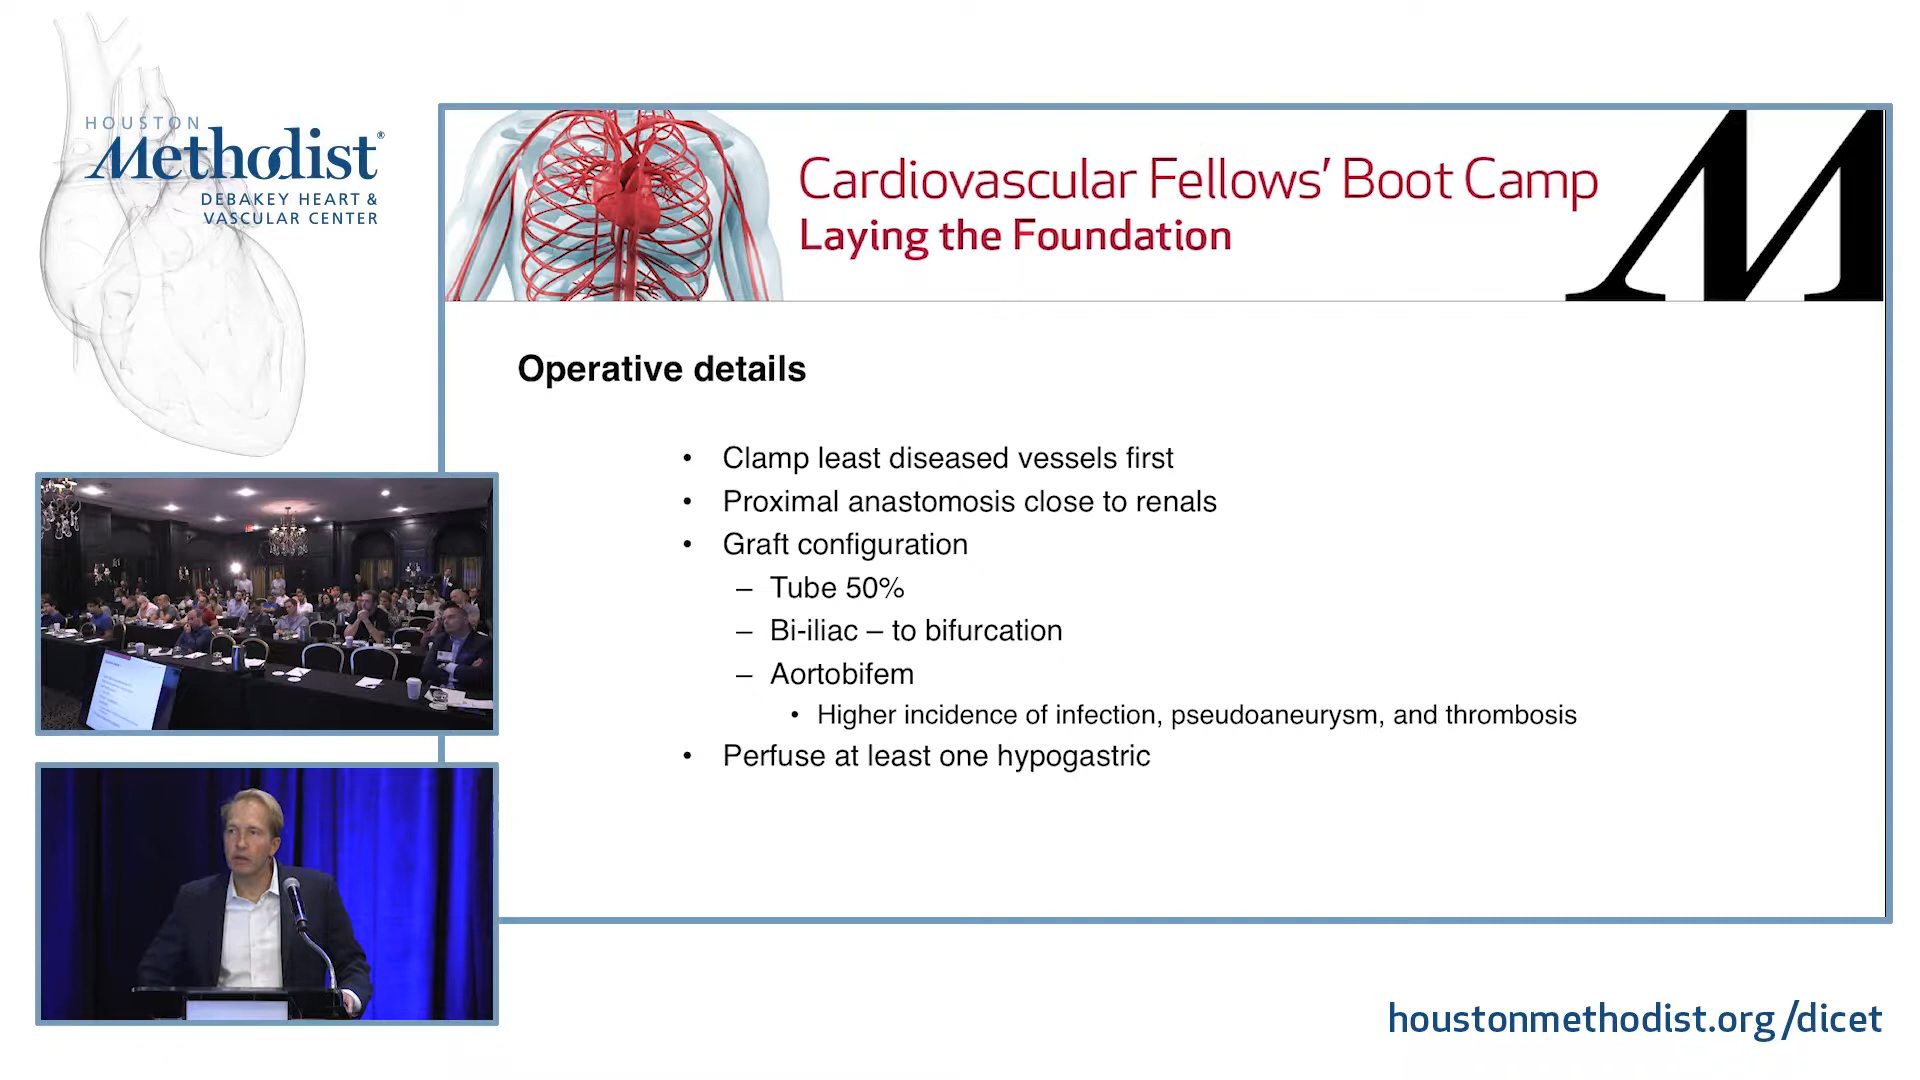 HOUSTON
Methodist®
DEBAKEY HEART &
VASCULAR CENTER
Cardiovascular Fellows’ Boot Camp
Laying the Foundation
M
Operative details
• Clamp least diseased vessels first
• Proximal anastomosis close to renals
• Graft configuration
– Tube 50%
– Bi-iliac – to bifurcation
– Aortobifem
• Higher incidence of infection, pseudoaneurysm, and thrombosis
• Perfuse at least one hypogastric
houstonmethodist.org/dicet